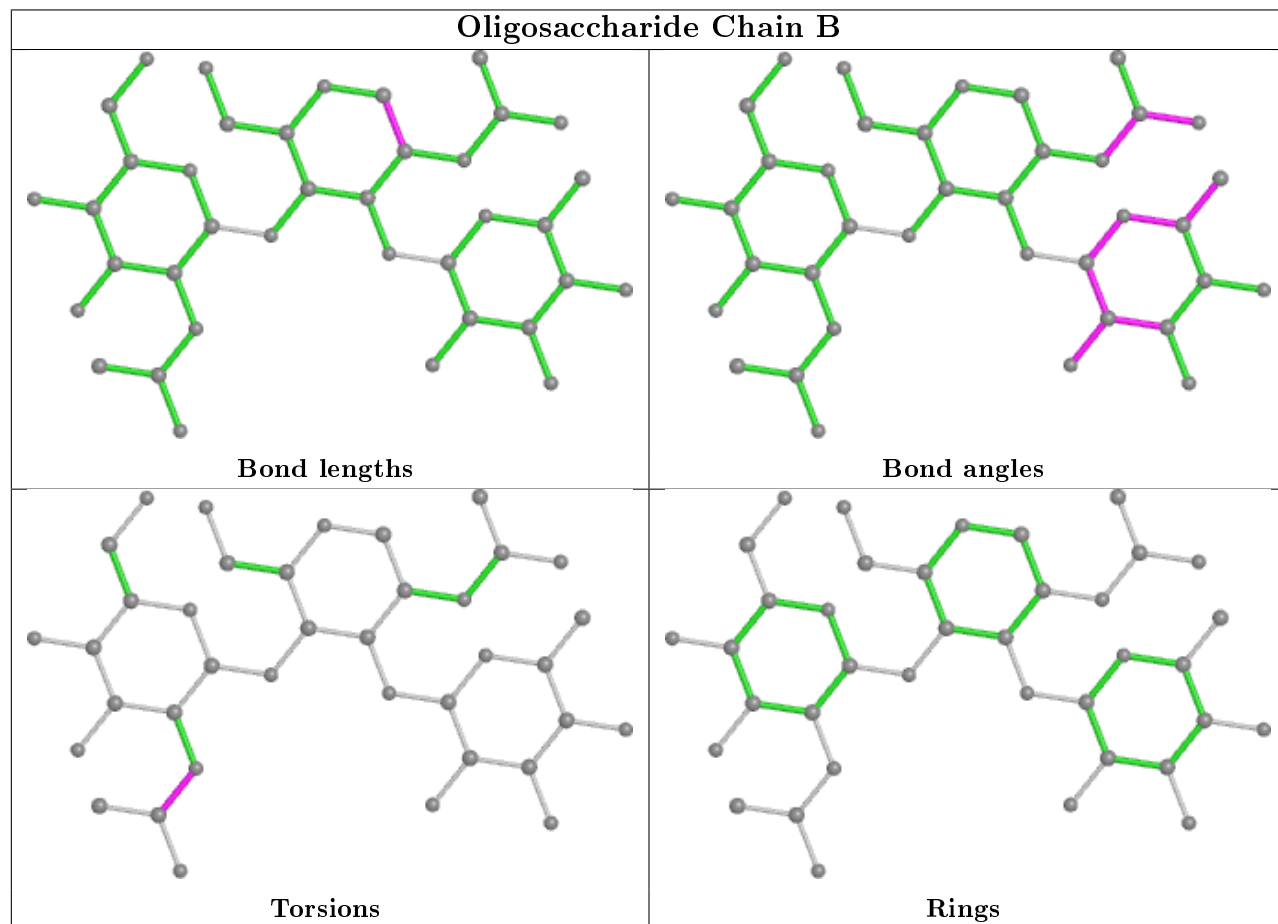 Oligosaccharide Chain B
Bond lengths
Bond angles
Torsions
Rings